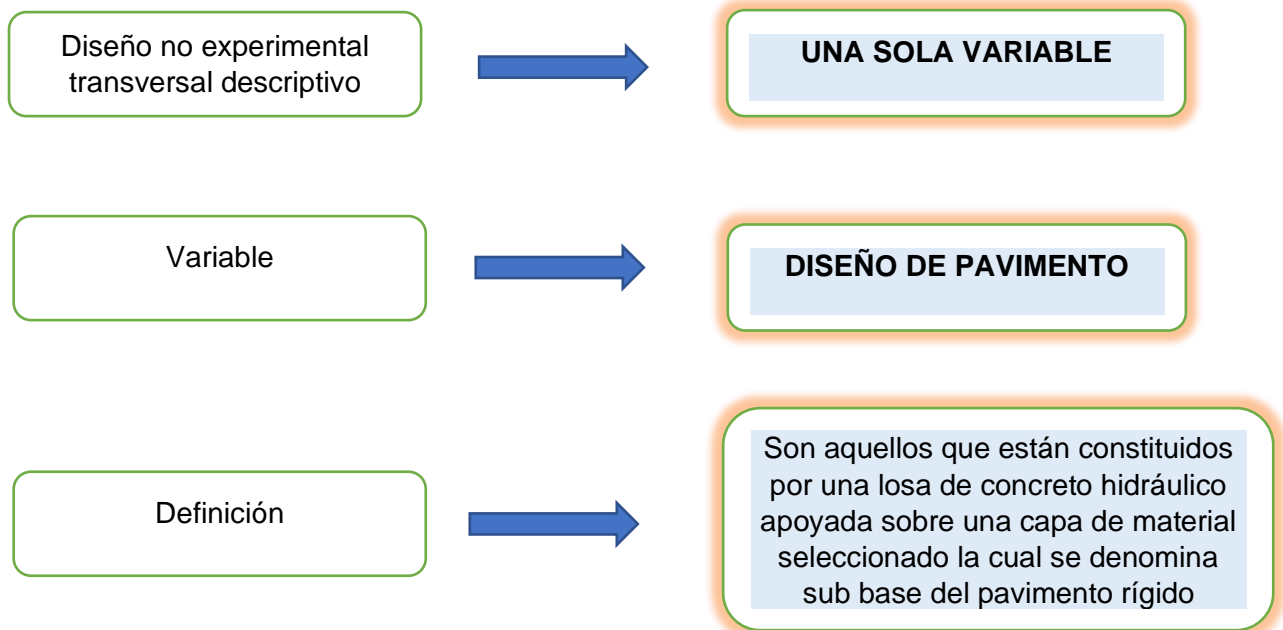 Diseño no experimental
transversal descriptivo
UNA SOLA VARIABLE
Variable
DISEÑO DE PAVIMENTO
Definición
Son aquellos que están constituidos
por una losa de concreto hidráulico
apoyada sobre una capa de material
seleccionado la cual se denomina
sub base del pavimento rígido